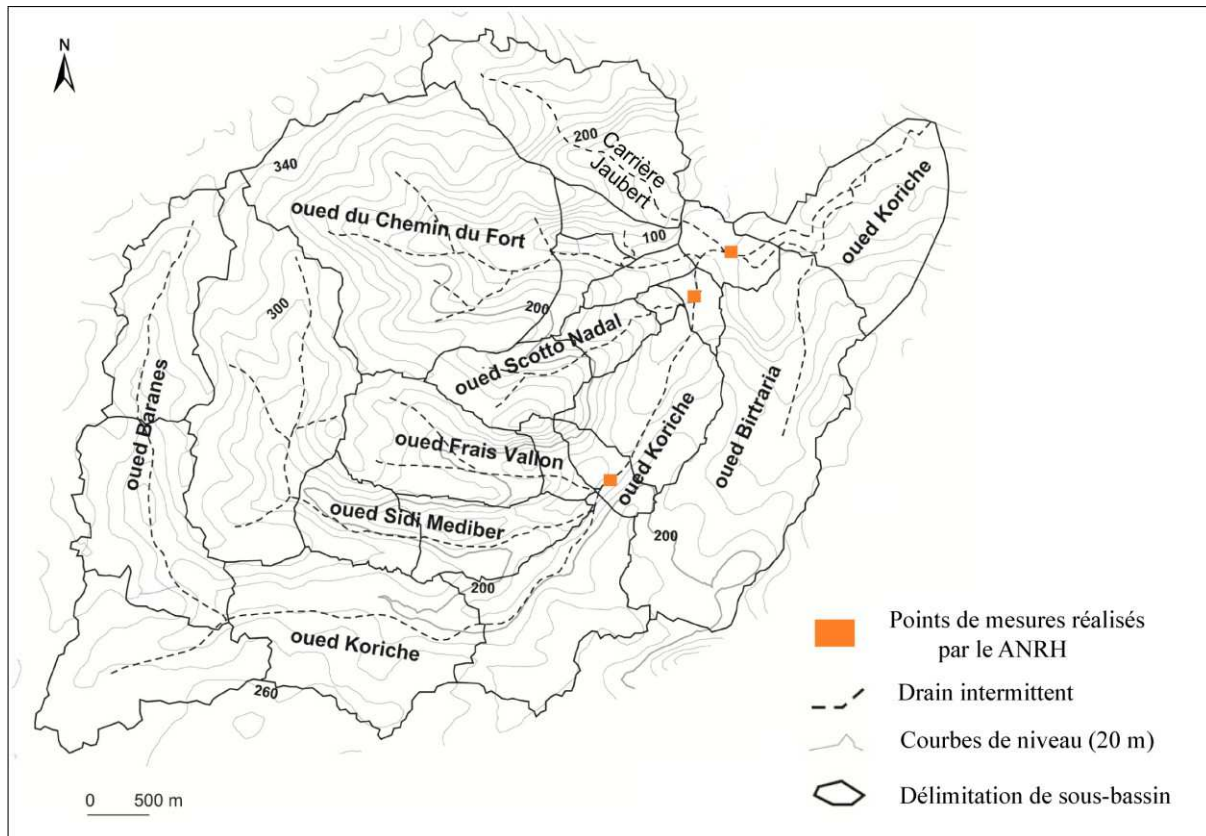 N
200
Carrière
Jaubert
340
oued Koriche
oued du Chemin du Fort
100
300
200
oued Scotto Nadal
oued Baranes
oued Birtraria
oued Frais Vallon
oued Koriche
oued Sidi Mediber
200
200
oued Koriche
260
Points de mesures réalisés
par le ANRH
Drain intermittent
Courbes de niveau (20 m)
Délimitation de sous-bassin
0 500 m